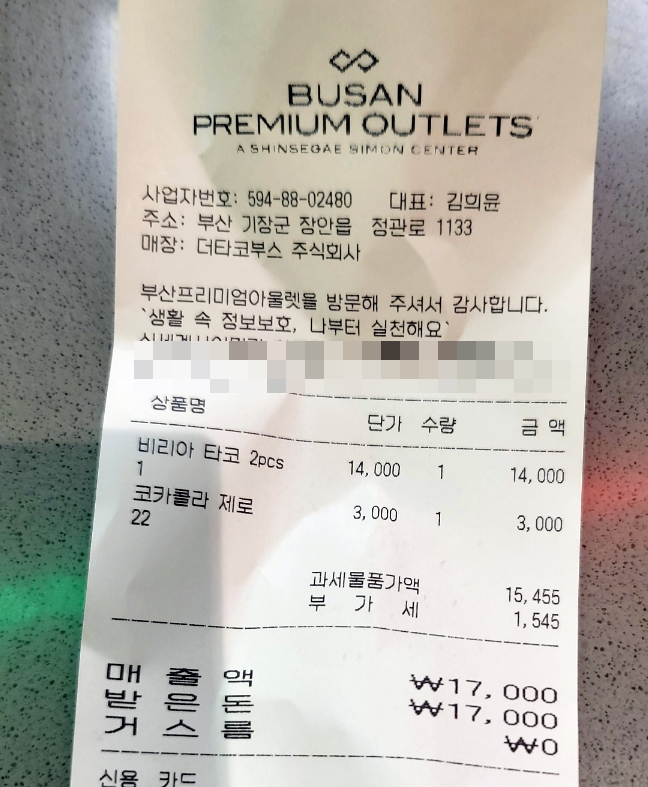 BUSAN
PREMIUM OUTLETS
A SHINSEGAE SIMON CENTER
사업자번호: 594-88-02480 대표: 김희윤
주소: 부산 기장군 장안읍 정관로 1133
매장: 더타코부스 주식회사
부산프리미엄아울렛을 방문해 주셔서 감사합니다.
`생활 속 정보보호, 나부터 실천해요`
상품명 단가 수량 금 액
비리아 타코 2pcs
1 14,000 1 14,000
코카콜라 제로
22 3,000 1 3,000
과세물품가액 15,455
부 가 세 1,545
매 출 액 ₩17,000
받 은 돈 ₩17,000
거 스 름 ₩0
신용 카드